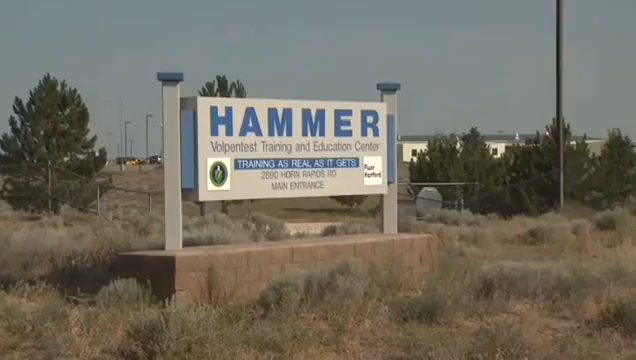 HAMMER
Volpentest Training and Education Center
TRAINING AS REAL AS IT GETS
2890 HORN RAPIDS RD
MAIN ENTRANCE
Fluor
Hanford